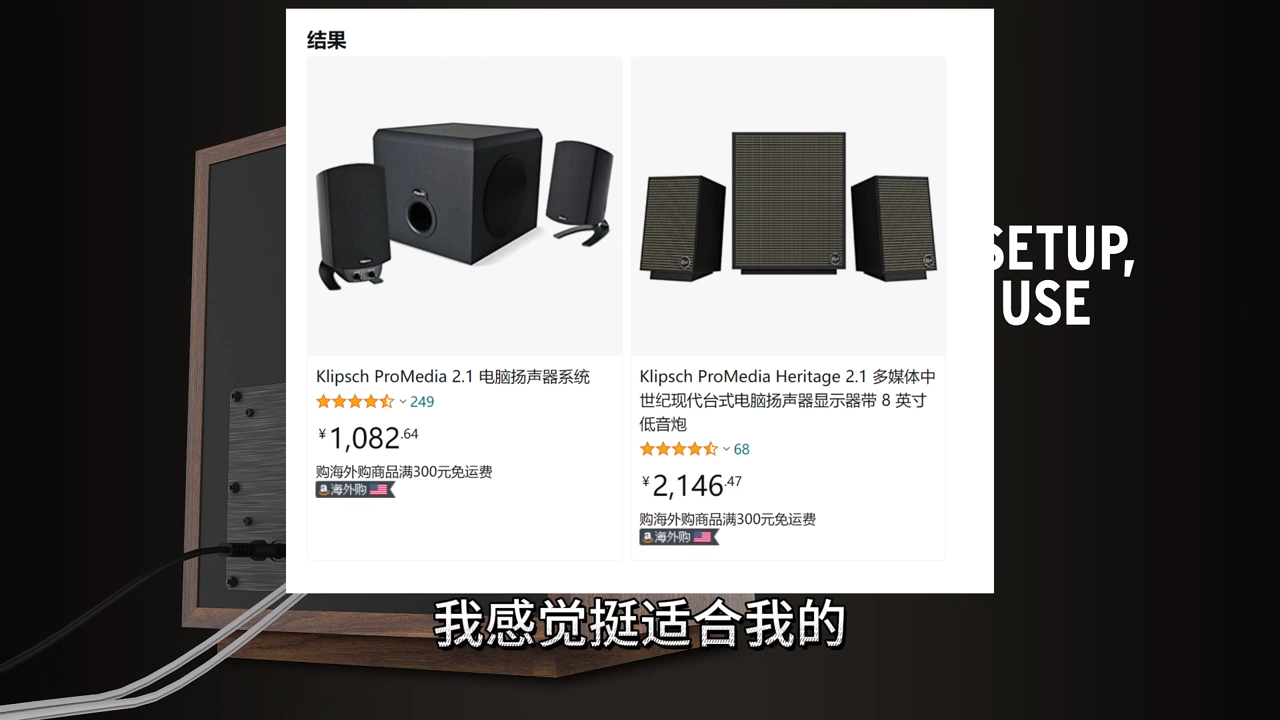 结果
Klipsch ProMedia 2.1 电脑扬声器系统
249
¥1,082.64
购海外购商品满300元免运费
a 海外购
Klipsch ProMedia Heritage 2.1 多媒体中
世纪现代台式电脑扬声器显示器带 8 英寸
低音炮
68
¥2,146.47
购海外购商品满300元免运费
a 海外购
SETUP,
USE
我感觉挺适合我的